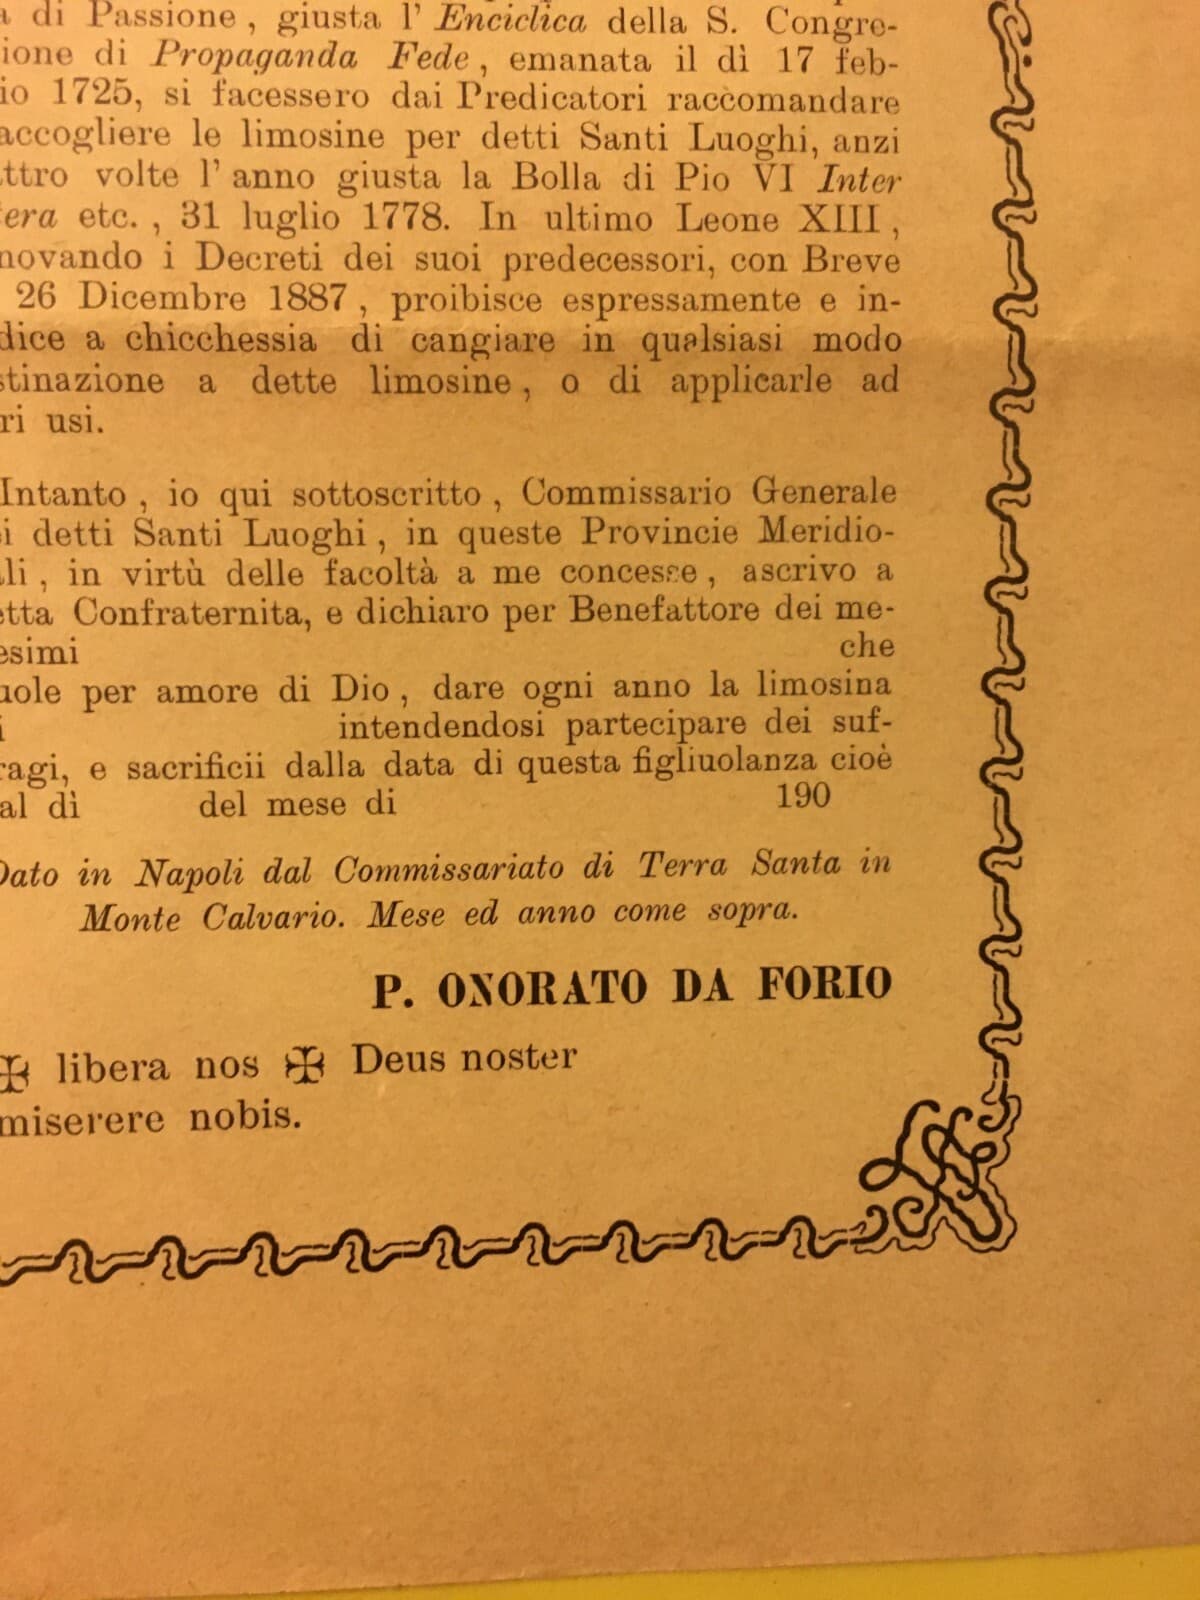 di Passione, giusta l' Enciclica della S. Congre-
ione di Propaganda Fede, emanata il dì 17 feb-
io 1725, si facessero dai Predicatori raccomandare
accogliere le limosine per detti Santi Luoghi, anzi
ttro volte l' anno giusta la Bolla di Pio VI Inter
era etc., 31 luglio 1778. In ultimo Leone XIII,
novando i Decreti dei suoi predecessori, con Breve
26 Dicembre 1887, proibisce espressamente e in-
dice a chicchessia di cangiare in qualsiasi modo
stinazione a dette limosine, o di applicarle ad
ri usi.
Intanto, io qui sottoscritto, Commissario Generale
i detti Santi Luoghi, in queste Provincie Meridio-
li, in virtù delle facoltà a me concesse, ascrivo a
etta Confraternita, e dichiaro per Benefattore dei me-
esimi che
uole per amore di Dio, dare ogni anno la limosina
i intendendosi partecipare dei suf-
ragi, e sacrificii dalla data di questa figliuolanza cioè
al dì del mese di 190
Dato in Napoli dal Commissariato di Terra Santa in
Monte Calvario. Mese ed anno come sopra.
P. ONORATO DA FORIO
✠ libera nos ✠ Deus noster
miserere nobis.